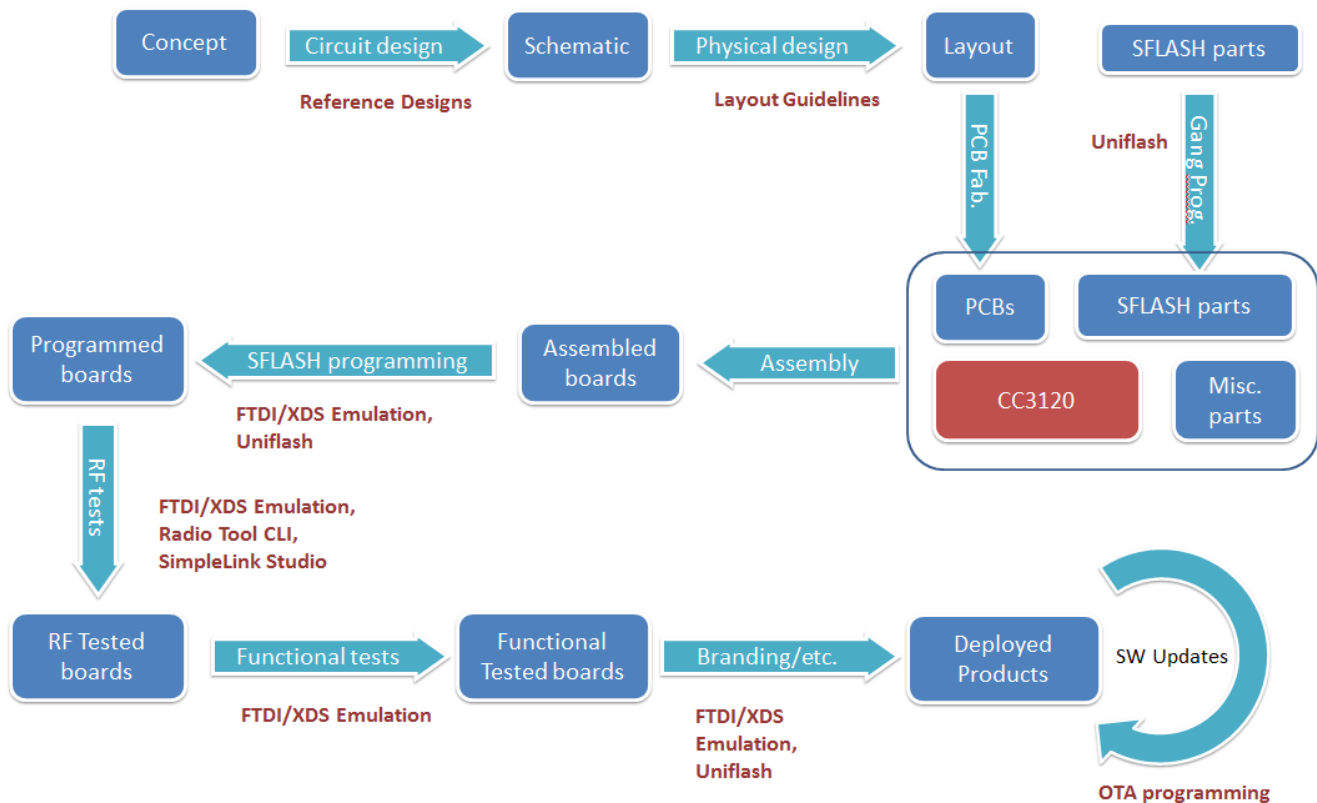 Concept
Circuit design
Schematic
Physical design
Layout
SFLASH parts
Reference Designs
Layout Guidelines
PCB Fab.
Uniflash
Gang Prog.
PCBs
SFLASH parts
CC3120
Misc.
parts
Assembly
Assembled
boards
SFLASH programming
Programmed
boards
FTDI/XDS Emulation,
Uniflash
RF tests
FTDI/XDS Emulation,
Radio Tool CLI,
SimpleLink Studio
RF Tested
boards
Functional tests
FTDI/XDS Emulation
Functional
Tested boards
Branding/etc.
FTDI/XDS
Emulation,
Uniflash
Deployed
Products
SW Updates
OTA programming